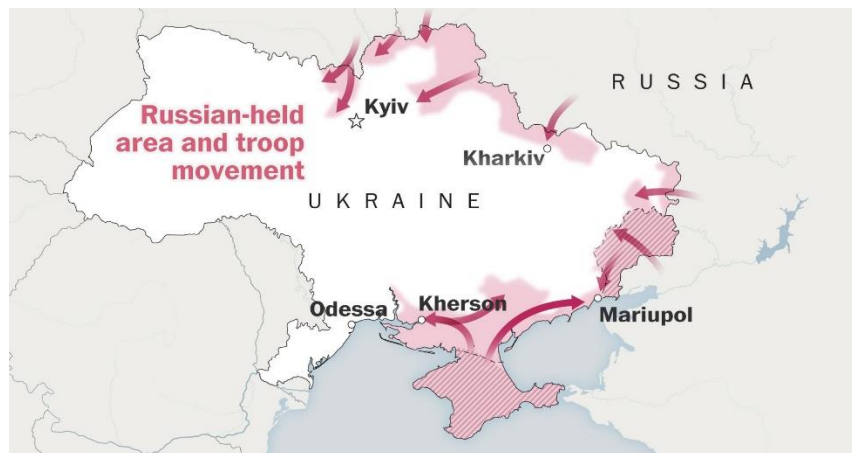 RUSSIA
Russian-held
area and troop
movement
Kyiv
Kharkiv
UKRAINE
Odessa
Kherson
Mariupol